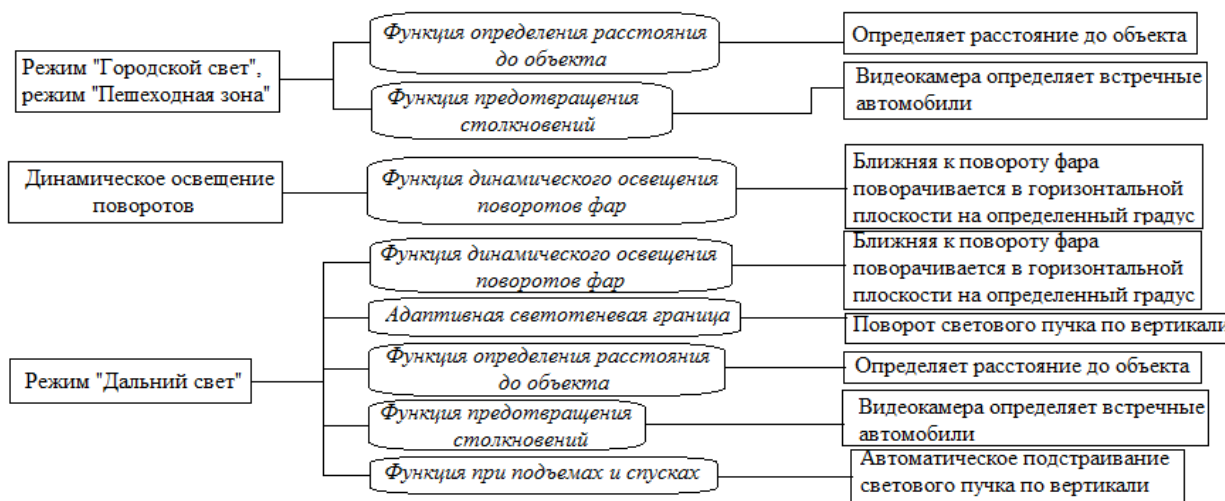 Режим "Городской свет",
режим "Пешеходная зона"
Функция определения расстояния
до объекта
Определяет расстояние до объекта
Функция предотвращения
столкновений
Видеокамера определяет встречные
автомобили
Динамическое освещение
поворотов
Функция динамического освещения
поворотов фар
Ближняя к повороту фара
поворачивается в горизонтальной
плоскости на определенный градус
Режим "Дальний свет"
Функция динамического освещения
поворотов фар
Ближняя к повороту фара
поворачивается в горизонтальной
плоскости на определенный градус
Адаптивная светотеневая граница
Поворот светового пучка по вертикали
Функция определения расстояния
до объекта
Определяет расстояние до объекта
Функция предотвращения
столкновений
Видеокамера определяет встречные
автомобили
Функция при подъемах и спусках
Автоматическое подстраивание
светового пучка по вертикали